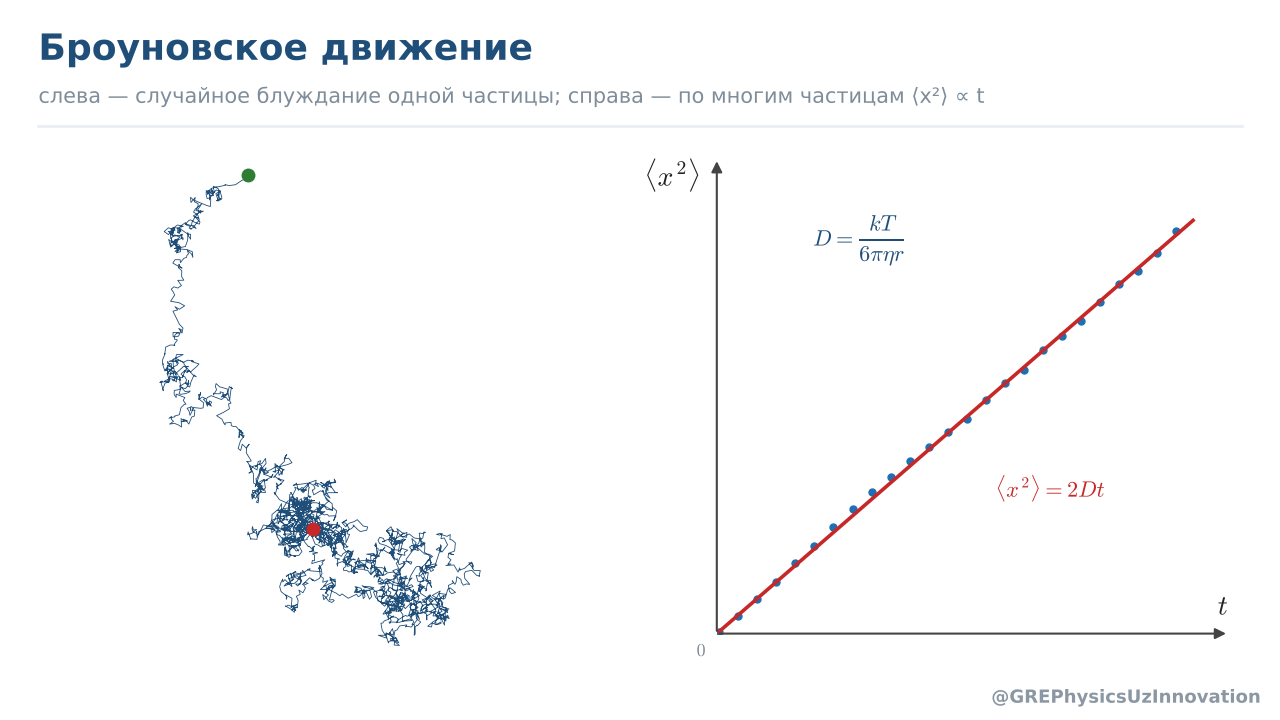 Броуновское движение
слева — случайное блуждание одной частицы; справа — по многим частицам ⟨x²⟩ ∝ t
⟨x²⟩
D = kT / 6πηr
⟨x²⟩ = 2Dt
t
0
@GREPhysicsUzInnovation